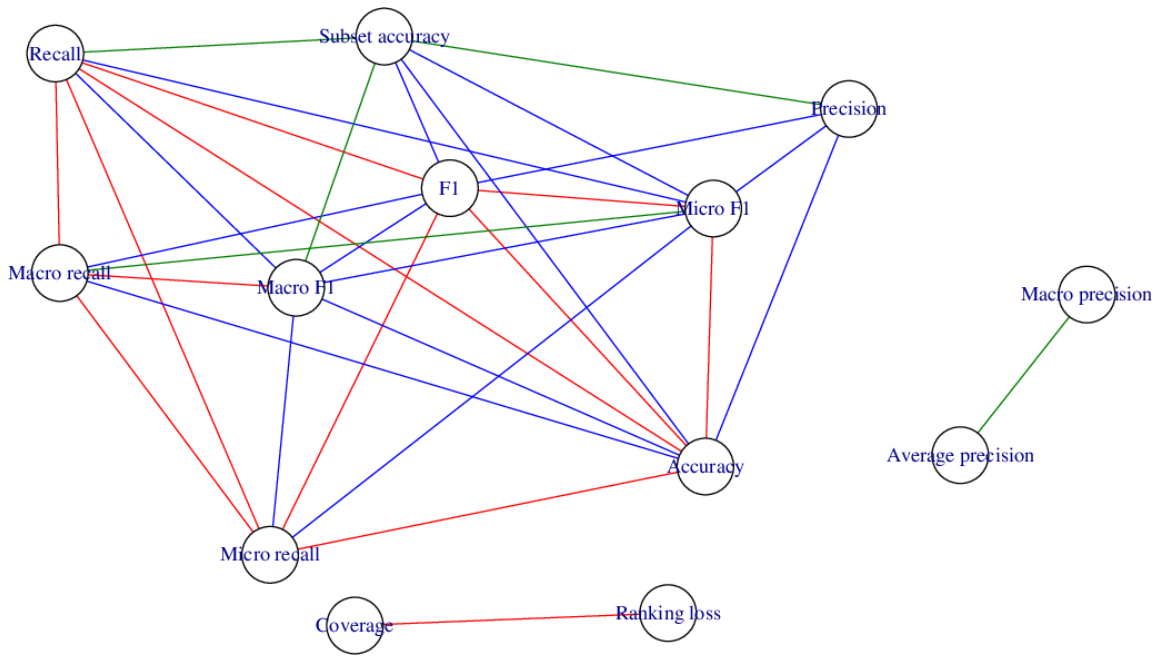 Subset accuracy
Recall
Precision
F1
Micro F1
Macro recall
Macro F1
Macro precision
Average precision
Accuracy
Micro recall
Ranking loss
Coverage